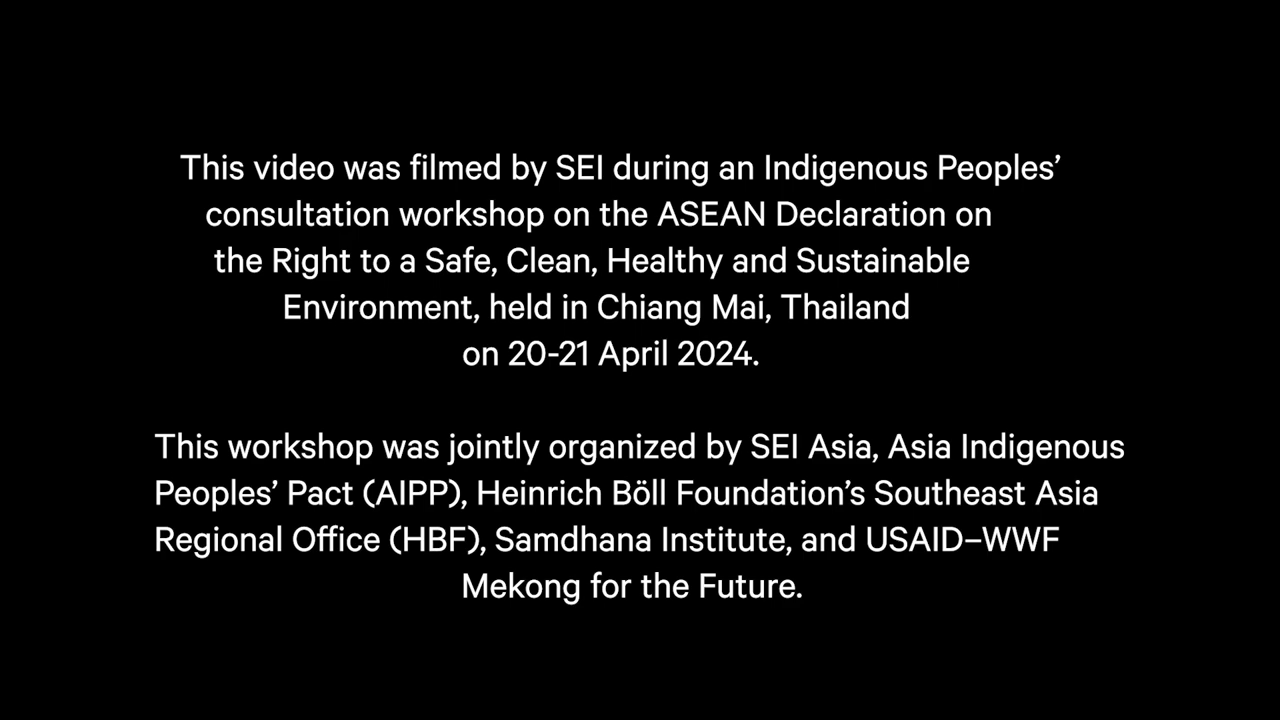 This video was filmed by SEI during an Indigenous Peoples’
consultation workshop on the ASEAN Declaration on
the Right to a Safe, Clean, Healthy and Sustainable
Environment, held in Chiang Mai, Thailand
on 20-21 April 2024.
This workshop was jointly organized by SEI Asia, Asia Indigenous
Peoples’ Pact (AIPP), Heinrich Böll Foundation’s Southeast Asia
Regional Office (HBF), Samdhana Institute, and USAID–WWF
Mekong for the Future.